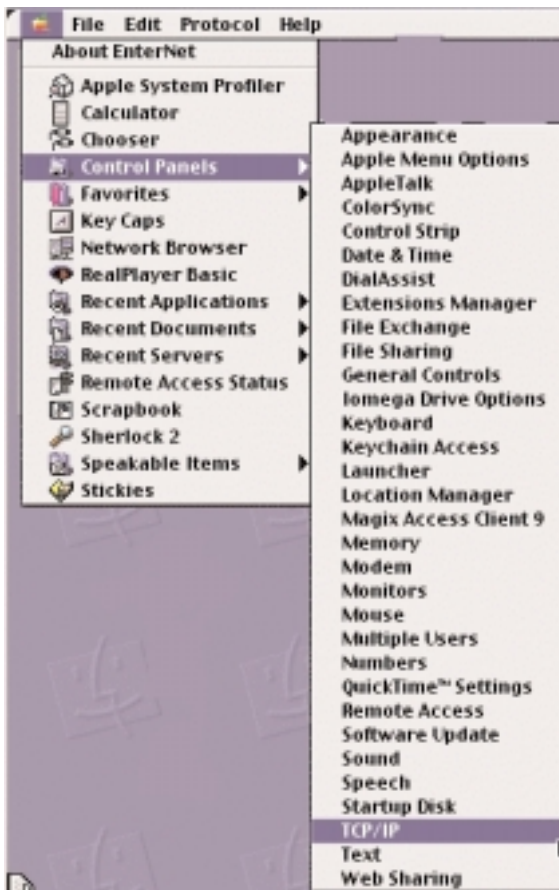 File Edit Protocol Help
About EnterNet
Apple System Profiler
Calculator
Chooser
Control Panels
Favorites
Key Caps
Network Browser
RealPlayer Basic
Recent Applications
Recent Documents
Recent Servers
Remote Access Status
Scrapbook
Sherlock 2
Speakable Items
Stickies
Appearance
Apple Menu Options
AppleTalk
ColorSync
Control Strip
Date & Time
DialAssist
Extensions Manager
File Exchange
File Sharing
General Controls
Iomega Drive Options
Keyboard
Keychain Access
Launcher
Location Manager
Magix Access Client 9
Memory
Modem
Monitors
Mouse
Multiple Users
Numbers
QuickTime™ Settings
Remote Access
Software Update
Sound
Speech
Startup Disk
TCP/IP
Text
Web Sharing